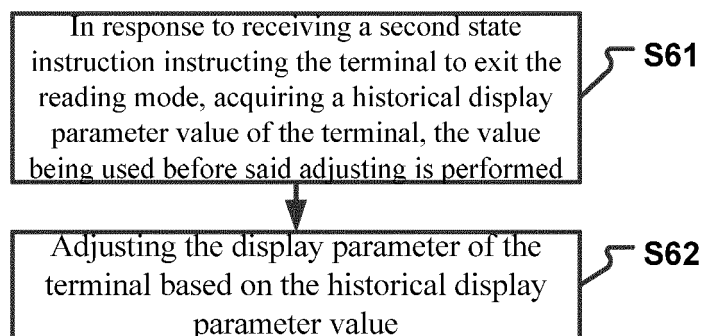 In response to receiving a second state
instruction instructing the terminal to exit the
reading mode, acquiring a historical display
parameter value of the terminal, the value
being used before said adjusting is performed
S61
Adjusting the display parameter of the
terminal based on the historical display
parameter value
S62